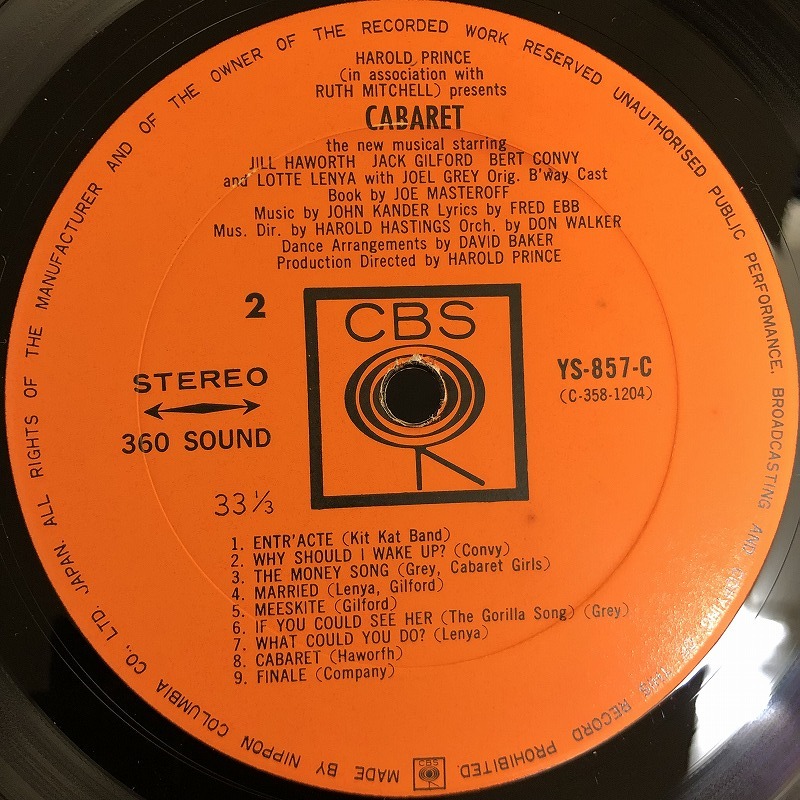 HAROLD PRINCE
(in association with
RUTH MITCHELL) presents
CABARET
the new musical starring
JILL HAWORTH JACK GILFORD BERT CONVY
and LOTTE LENYA with JOEL GREY Orig. B'way Cast
Book by JOE MASTEROFF
Music by JOHN KANDER Lyrics by FRED EBB
Mus. Dir. by HAROLD HASTINGS Orch. by DON WALKER
Dance Arrangements by DAVID BAKER
Production Directed by HAROLD PRINCE
2
CBS
STEREO
360 SOUND
YS-857-C
(C-358-1204)
33 1/3
1. ENTR'ACTE (Kit Kat Band)
2. WHY SHOULD I WAKE UP? (Convy)
3. THE MONEY SONG (Grey, Cabaret Girls)
4. MARRIED (Lenya, Gilford)
5. MEESKITE (Gilford)
6. IF YOU COULD SEE HER (The Gorilla Song) (Grey)
7. WHAT COULD YOU DO? (Lenya)
8. CABARET (Haworfh)
9. FINALE (Company)
CBS
MADE BY NIPPON COLUMBIA CO., LTD. JAPAN. ALL RIGHTS OF THE MANUFACTURER AND OF THE OWNER OF THE RECORDED WORK RESERVED UNAUTHORISED PUBLIC PERFORMANCE, BROADCASTING AND RECORD PROHIBITED